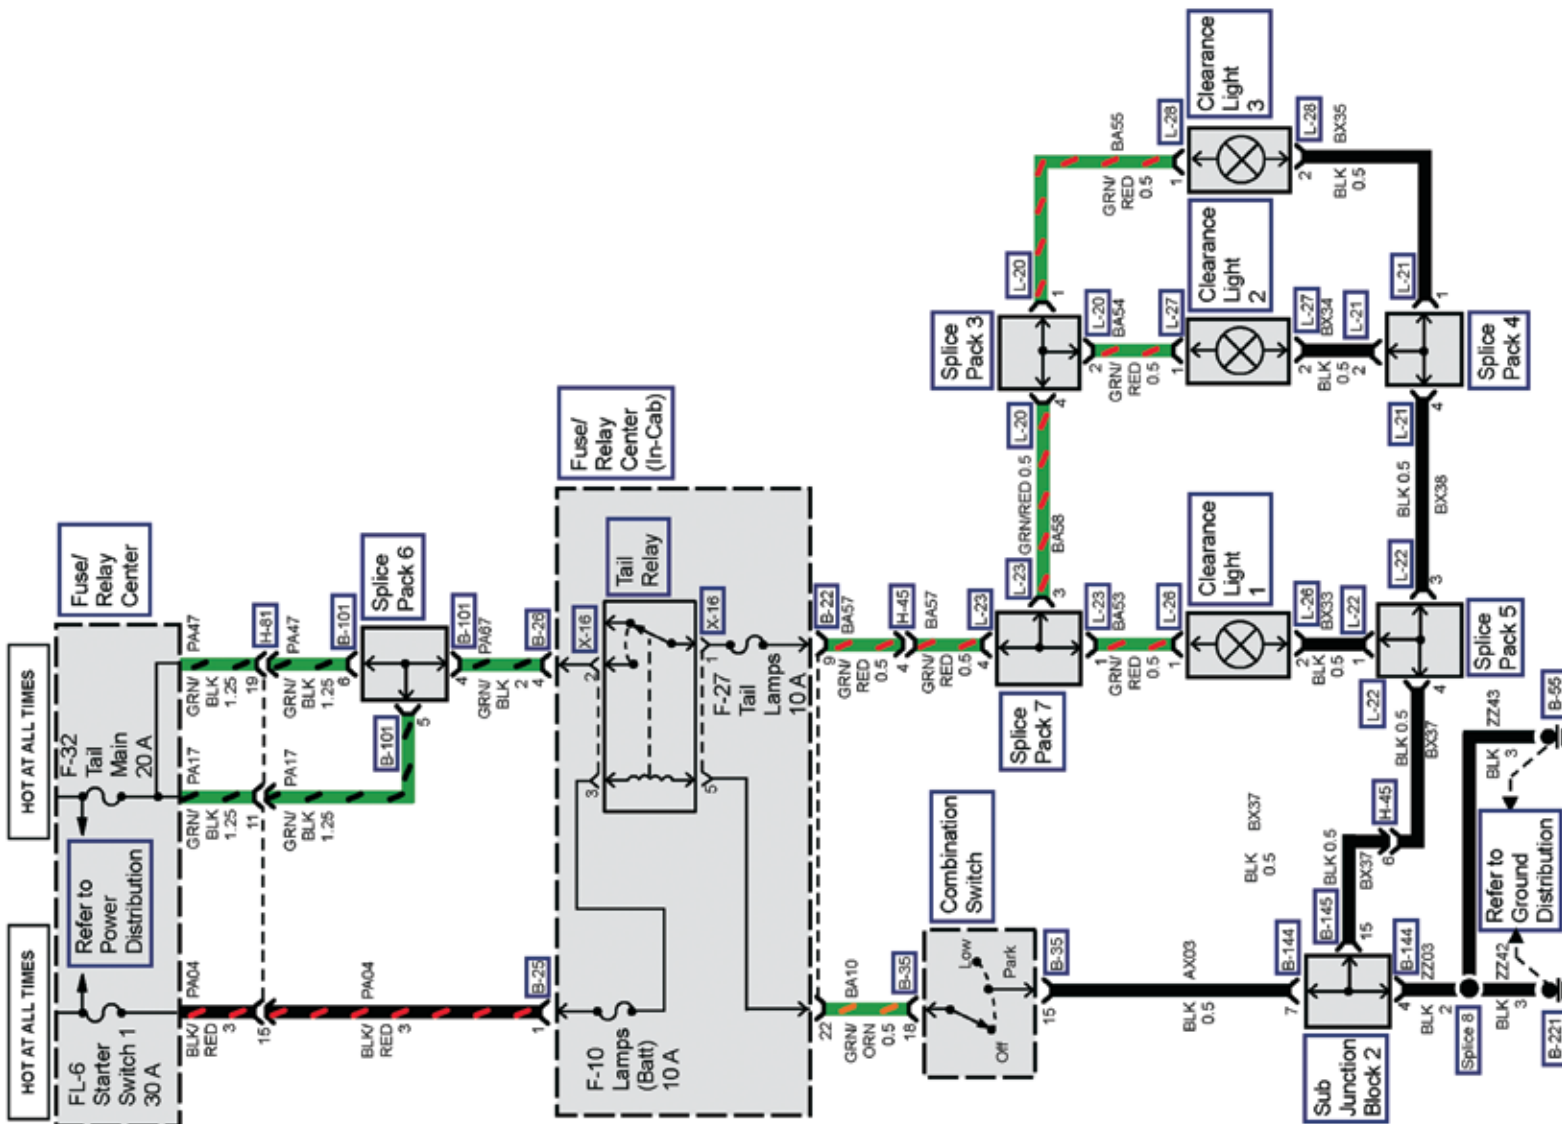 HOT AT ALL TIMES
HOT AT ALL TIMES
FL-6
Starter
Switch 1
30 A
Refer to
Power
Distribution
F-32
Tail
Main
20 A
Fuse/
Relay
Center
BLK/
RED
3
PA04
15
BLK/
RED
3
PA04
1
B-25
GRN/
BLK
1.25
PA17
11
GRN/
BLK
1.25
PA17
B-101
5
GRN/
BLK
1.25
PA47
19
H-81
GRN/
BLK
1.25
PA47
6
B-101
Splice
Pack 6
4
B-101
GRN/
BLK
2
PA67
4
B-26
Fuse/
Relay
Center
(In-Cab)
F-10
Lamps
(Batt)
10 A
3
2
X-16
Tail
Relay
5
1
X-16
F-27
Tail
Lamps
10 A
22
GRN/
ORN
0.5
BA10
18
B-35
Combination
Switch
Off
Low
Park
15
B-35
BLK
0.5
AX03
7
B-144
Sub
Junction
Block 2
B-145
15
4
B-144
BLK
2
ZZ03
Splice 8
BLK
3
ZZ42
B-221
BLK
3
ZZ43
B-55
Refer to
Ground
Distribution
BLK 0.5
BX37
6
H-45
BLK
0.5
BX37
BLK 0.5
BX37
L-22
4
9
B-22
GRN/
RED
0.5
BA57
4
H-45
GRN/
RED
0.5
BA57
4
L-23
Splice
Pack 7
L-23
3
GRN/RED 0.5
BA58
L-20
4
1
L-23
GRN/
RED
0.5
BA53
1
L-26
Clearance
Light
1
2
L-26
BLK
0.5
BX33
1
L-22
Splice
Pack 5
L-22
3
BLK 0.5
BX38
L-21
4
Splice
Pack 3
L-20
1
2
L-20
GRN/
RED
0.5
BA54
1
L-27
Clearance
Light
2
2
L-27
BLK
0.5
BX34
2
L-21
Splice
Pack 4
L-21
1
GRN/
RED
0.5
BA55
1
L-28
Clearance
Light
3
2
L-28
BLK
0.5
BX35